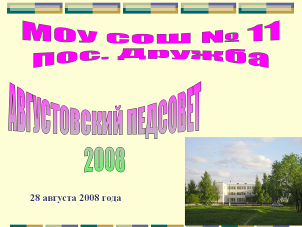 МОУ СОШ № 11
пос. Дружба
АВГУСТОВСКИЙ ПЕДСОВЕТ
2008
28 августа 2008 года